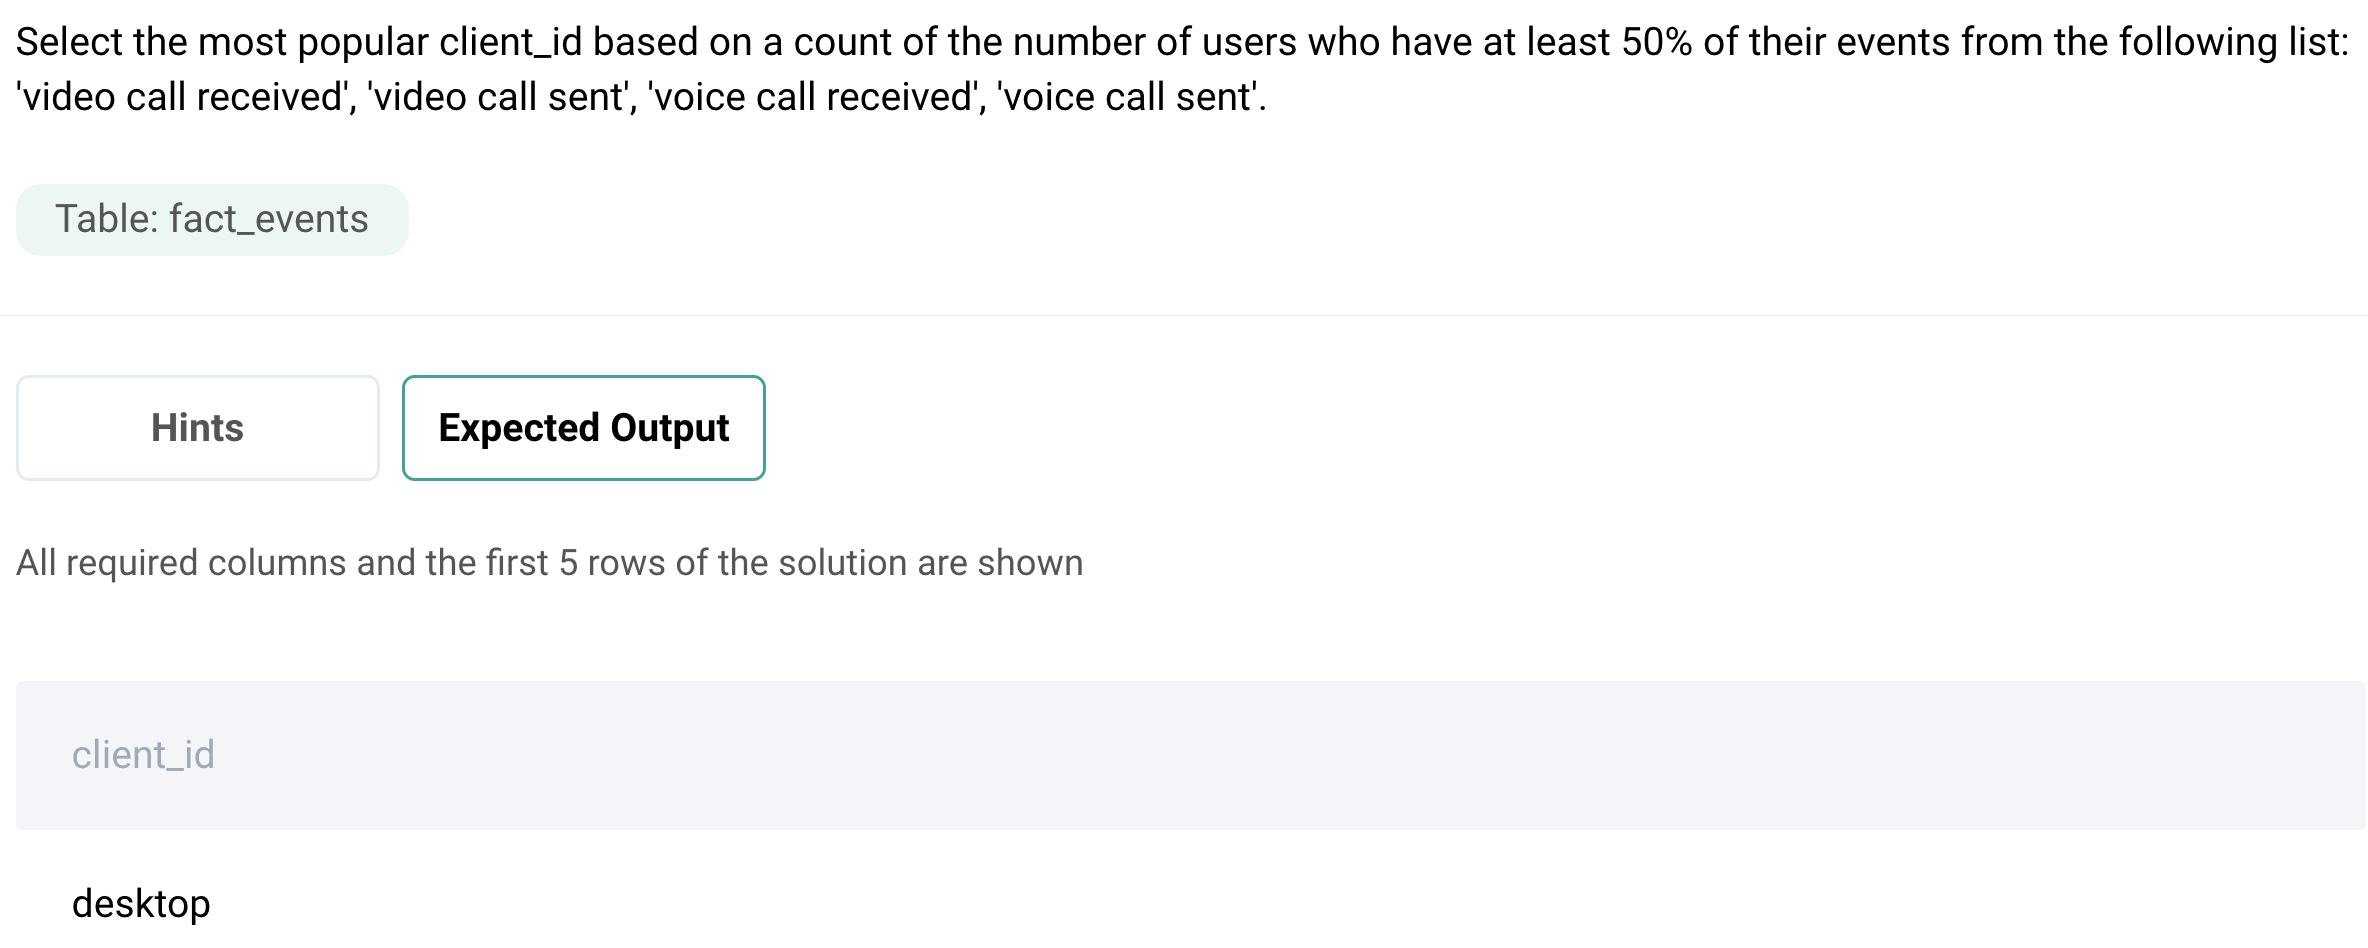 Select the most popular client_id based on a count of the number of users who have at least 50% of their events from the following list:
'video call received', 'video call sent', 'voice call received', 'voice call sent'.
Table: fact_events
Hints
Expected Output
All required columns and the first 5 rows of the solution are shown
client_id
desktop